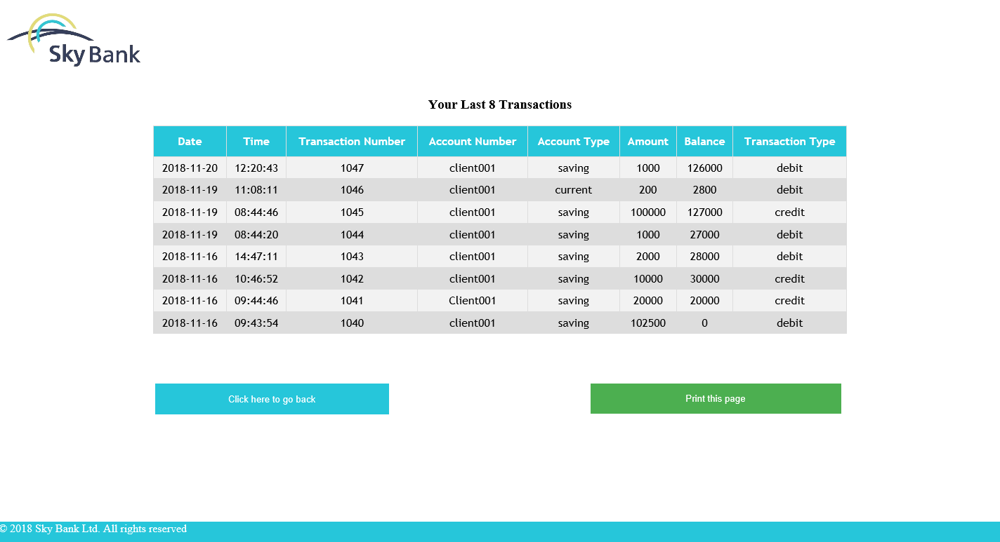 Sky Bank
Your Last 8 Transactions
Date Time Transaction Number Account Number Account Type Amount Balance Transaction Type
2018-11-20 12:20:43 1047 client001 saving 1000 126000 debit
2018-11-19 11:08:11 1046 client001 current 200 2800 debit
2018-11-19 08:44:46 1045 client001 saving 100000 127000 credit
2018-11-19 08:44:20 1044 client001 saving 1000 27000 debit
2018-11-16 14:47:11 1043 client001 saving 2000 28000 debit
2018-11-16 10:46:52 1042 client001 saving 10000 30000 credit
2018-11-16 09:44:46 1041 Client001 saving 20000 20000 credit
2018-11-16 09:43:54 1040 client001 saving 102500 0 debit
Click here to go back Print this page
© 2018 Sky Bank Ltd. All rights reserved